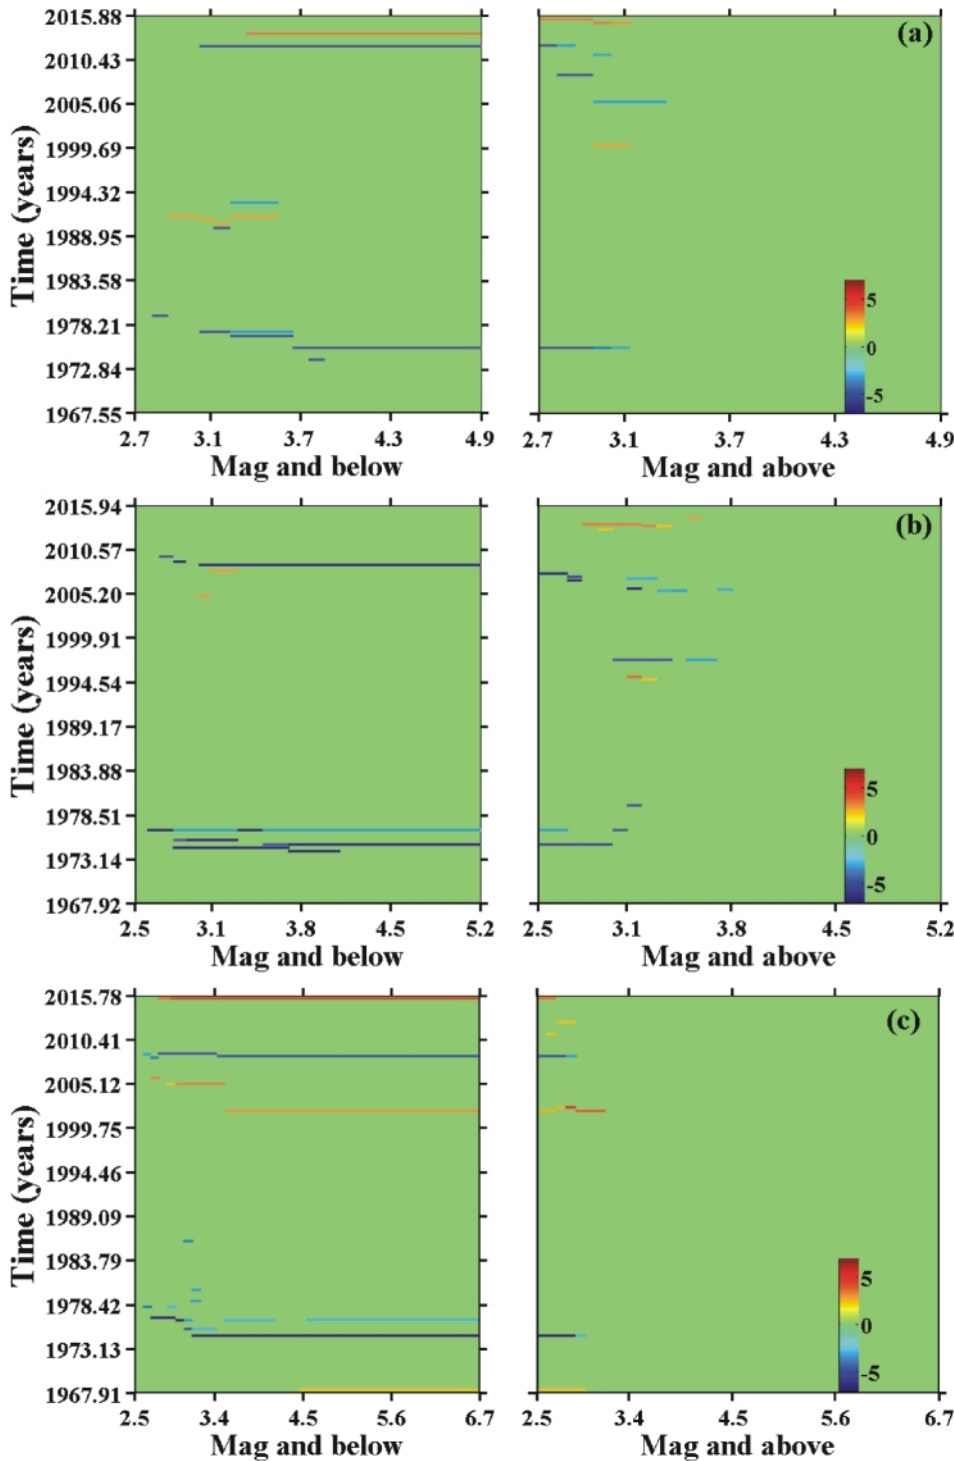 (a)
Time (years)
2015.88
2010.43
2005.06
1999.69
1994.32
1988.95
1983.58
1978.21
1972.84
1967.55
5
0
-5
2.7 3.1 3.7 4.3 4.9
2.7 3.1 3.7 4.3 4.9
Mag and below
Mag and above
(b)
Time (years)
2015.94
2010.57
2005.20
1999.91
1994.54
1989.17
1983.88
1978.51
1973.14
1967.92
5
0
-5
2.5 3.1 3.8 4.5 5.2
2.5 3.1 3.8 4.5 5.2
Mag and below
Mag and above
(c)
Time (years)
2015.78
2010.41
2005.12
1999.75
1994.46
1989.09
1983.79
1978.42
1973.13
1967.91
5
0
-5
2.5 3.4 4.5 5.6 6.7
2.5 3.4 4.5 5.6 6.7
Mag and below
Mag and above